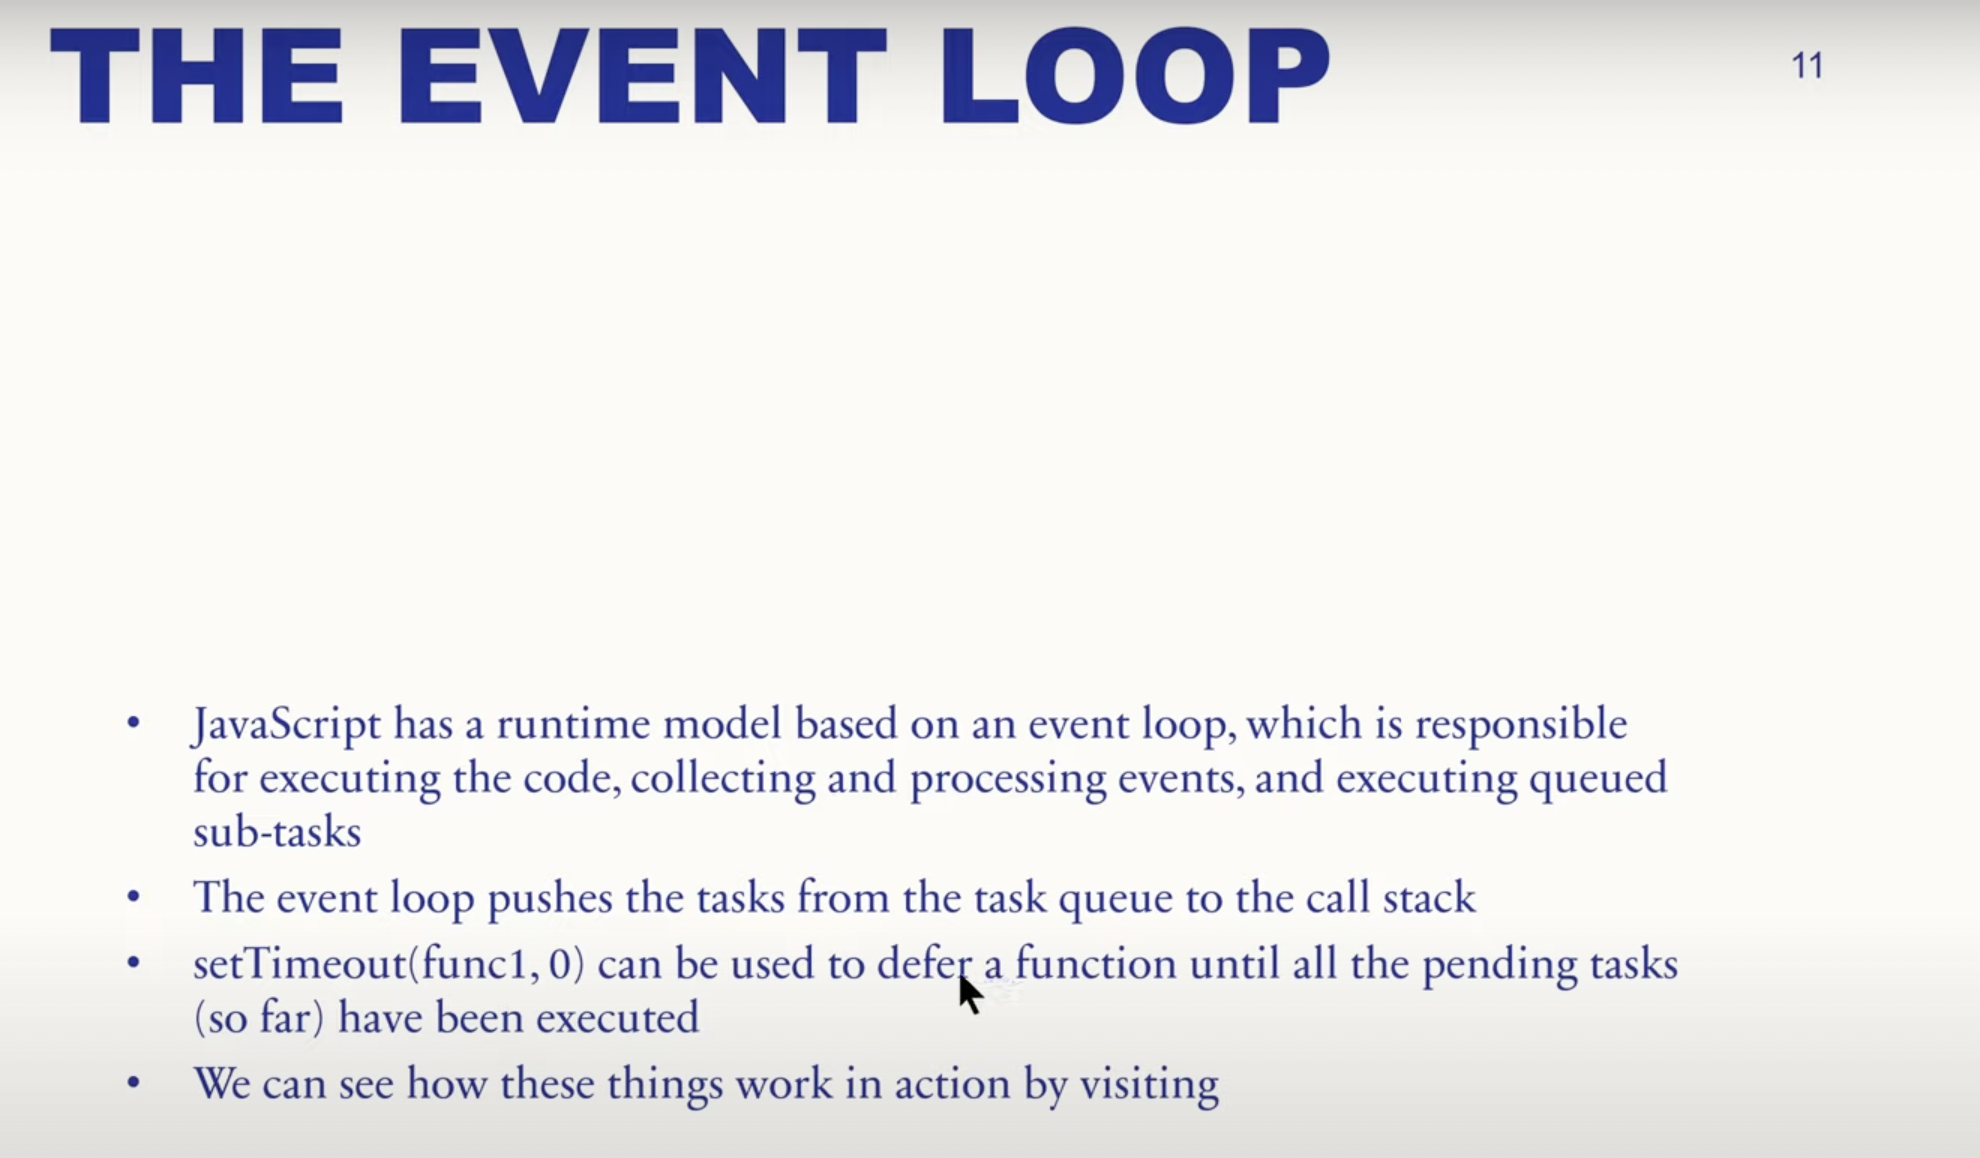 THE EVENT LOOP
11
• JavaScript has a runtime model based on an event loop, which is responsible
for executing the code, collecting and processing events, and executing queued
sub-tasks
• The event loop pushes the tasks from the task queue to the call stack
• setTimeout(func1, 0) can be used to defer a function until all the pending tasks
(so far) have been executed
• We can see how these things work in action by visiting